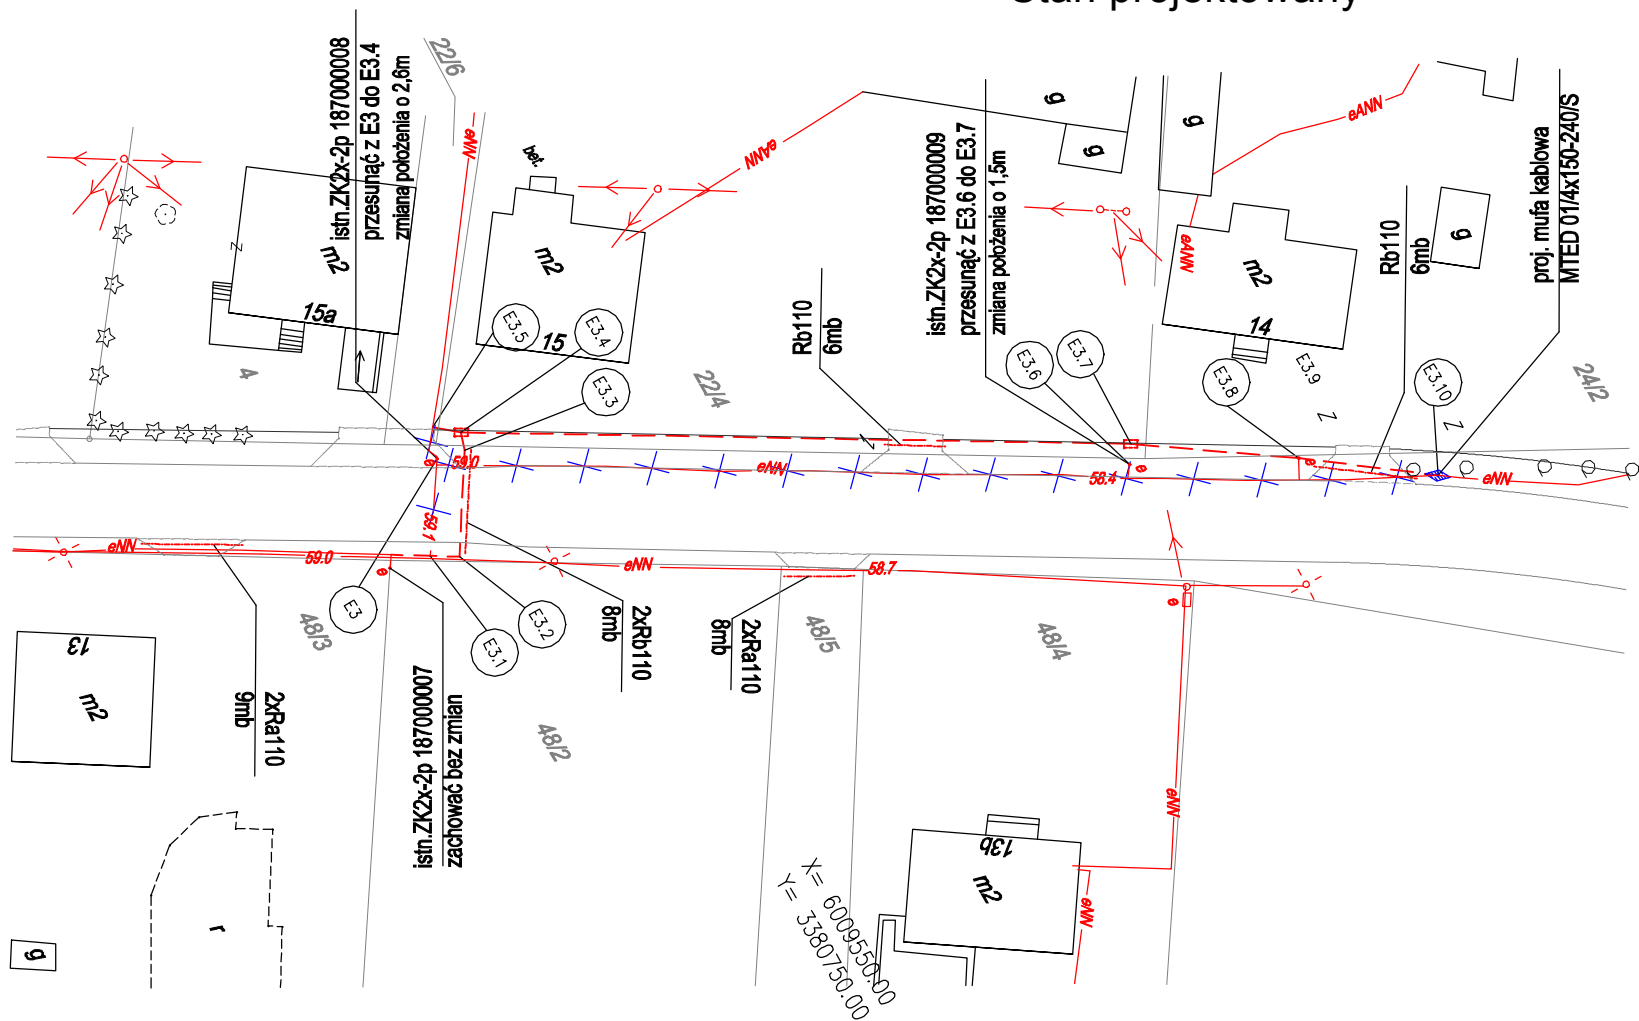 Stan projektowany
istn.ZK2x-2p 187000008
przesunąć z E3 do E3.4
zmiana położenia o 2,6m
22/6
eNN
bet.
eANN
g
g
g
istn.ZK2x-2p 187000009
przesunąć z E3.6 do E3.7
zmiana położenia o 1,5m
eANN
proj. mufa kablowa
MTED 01/4x150-240/S
Rb110
6mb
g
eANN
m2
15a
z
4
m2
15
m2
14
Rb110
6mb
E3.5
E3.4
E3.3
22/4
E3.6
E3.7
E3.8
E3.9
E3.10
Z
Z
24/2
z
e
59.0
eNN
58.4
e
e
eNN
59.1
eNN
59.0
e
eNN
58.7
e
E3
E3.1
E3.2
48/3
48/5
48/4
2xRb110
8mb
2xRa110
8mb
13
m2
2xRa110
9mb
istn.ZK2x-2p 187000007
zachować bez zmian
48/2
eNN
13b
m2
eNN
X= 6009550.00
Y= 3380750.00
r
g